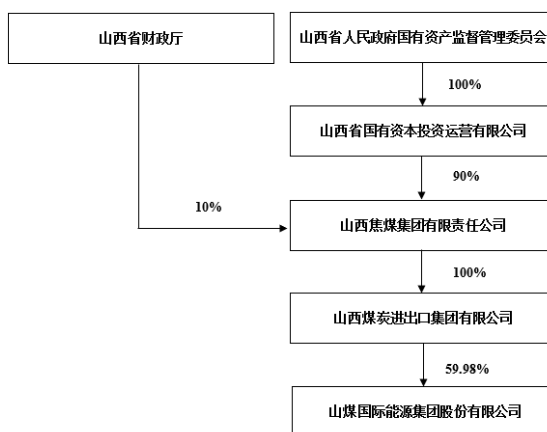 山西省财政厅
山西省人民政府国有资产监督管理委员会
100%
山西省国有资本投资运营有限公司
90%
10%
山西焦煤集团有限责任公司
100%
山西煤炭进出口集团有限公司
59.98%
山煤国际能源集团股份有限公司